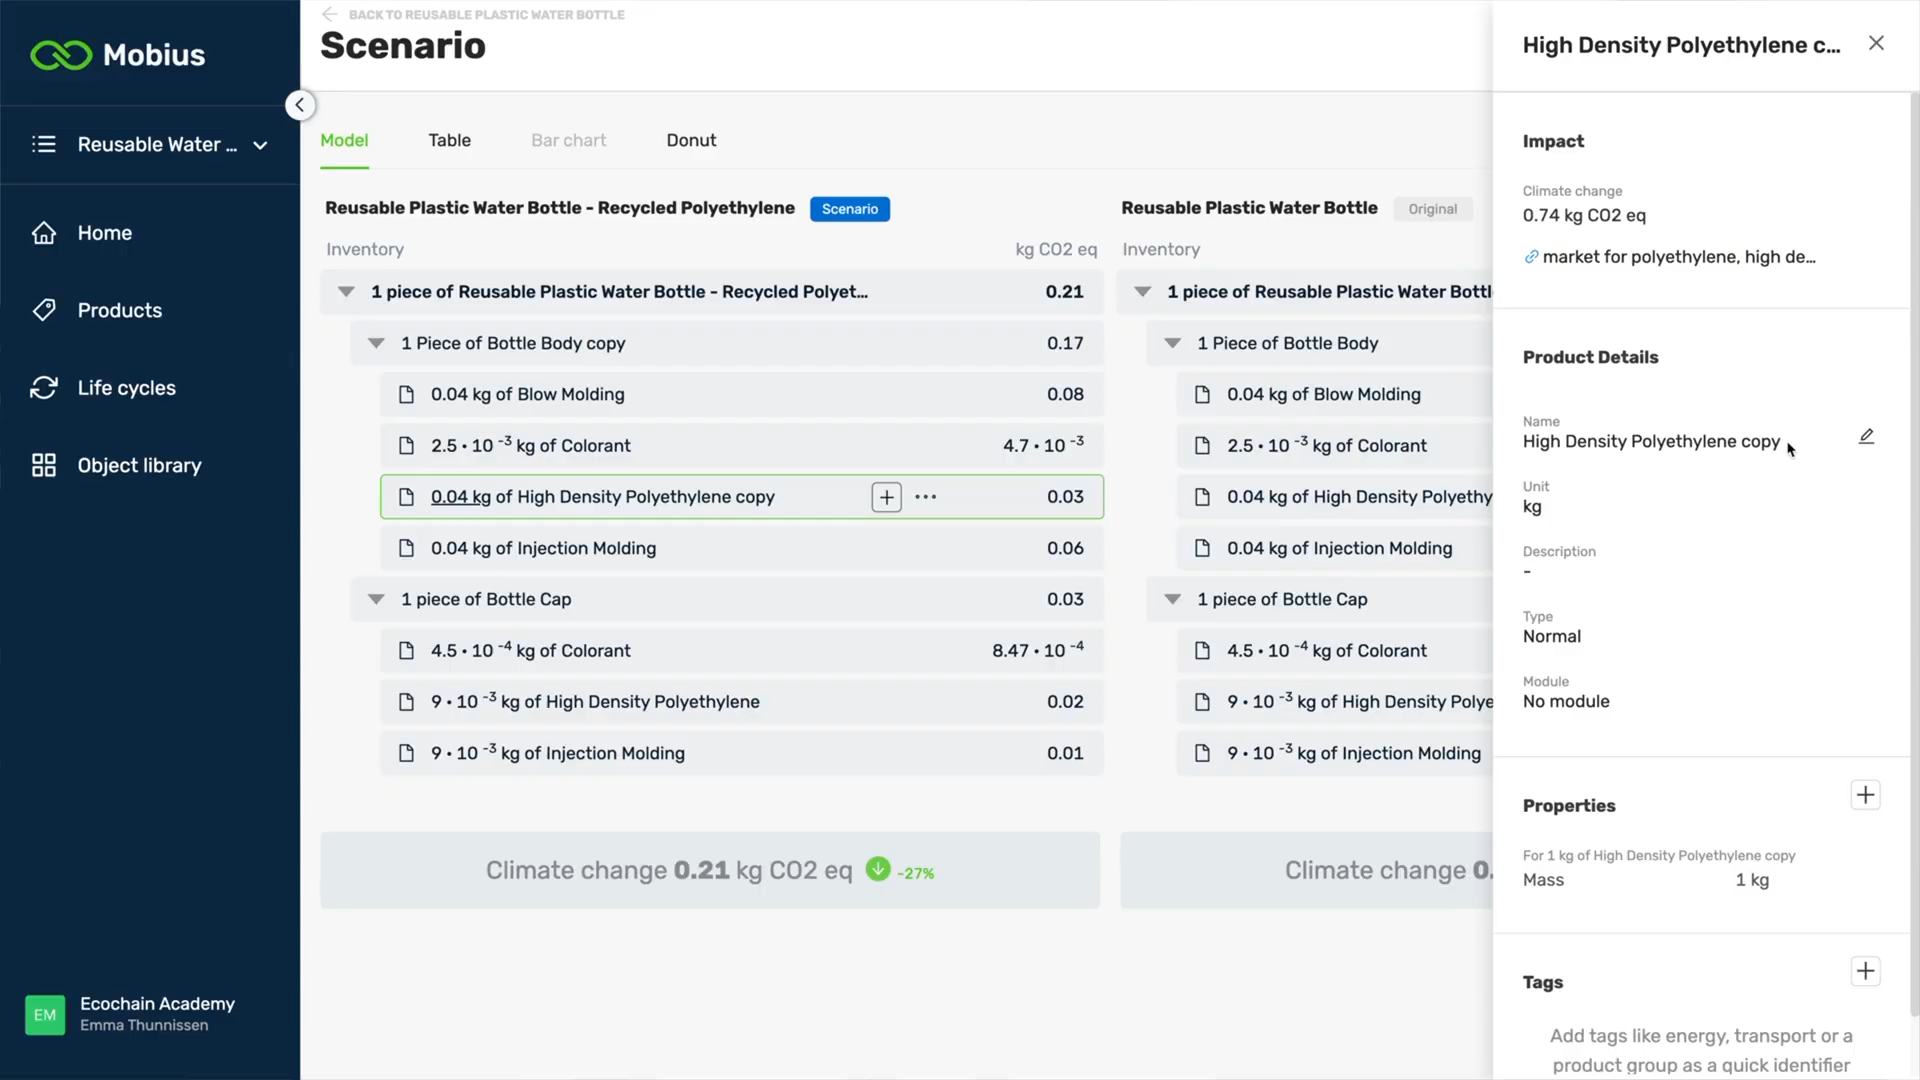 Mobius
Reusable Water ...
Home
Products
Life cycles
Object library
EM
Ecochain Academy
Emma Thunnissen
BACK TO REUSABLE PLASTIC WATER BOTTLE
Scenario
Model
Table
Bar chart
Donut
Reusable Plastic Water Bottle - Recycled Polyethylene
Scenario
Inventory
kg CO2 eq
1 piece of Reusable Plastic Water Bottle - Recycled Polyet...
0.21
1 Piece of Bottle Body copy
0.17
0.04 kg of Blow Molding
0.08
2.5 • 10 -3 kg of Colorant
4.7 • 10 -3
0.04 kg of High Density Polyethylene copy
0.03
0.04 kg of Injection Molding
0.06
1 piece of Bottle Cap
0.03
4.5 • 10 -4 kg of Colorant
8.47 • 10 -4
9 • 10 -3 kg of High Density Polyethylene
0.02
9 • 10 -3 kg of Injection Molding
0.01
Climate change 0.21 kg CO2 eq -27%
Reusable Plastic Water Bottle
Original
Inventory
1 piece of Reusable Plastic Water Bottl
1 Piece of Bottle Body
0.04 kg of Blow Molding
2.5 • 10 -3 kg of Colorant
0.04 kg of High Density Polyethy
0.04 kg of Injection Molding
1 piece of Bottle Cap
4.5 • 10 -4 kg of Colorant
9 • 10 -3 kg of High Density Polye
9 • 10 -3 kg of Injection Molding
Climate change 0.
High Density Polyethylene c...
Impact
Climate change
0.74 kg CO2 eq
market for polyethylene, high de...
Product Details
Name
High Density Polyethylene copy
Unit
kg
Description
-
Type
Normal
Module
No module
Properties
For 1 kg of High Density Polyethylene copy
Mass
1 kg
Tags
Add tags like energy, transport or a
product group as a quick identifier